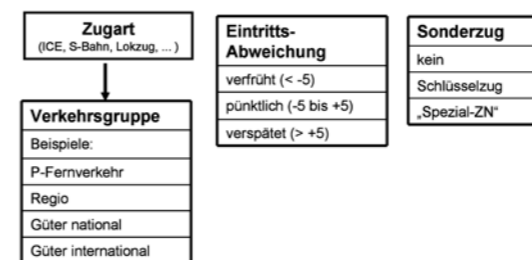 Zugart
(ICE, S-Bahn, Lokzug, ... )
Verkehrsgruppe
Beispiele:
P-Fernverkehr
Regio
Güter national
Güter international
Eintritts-
Abweichung
verfrüht (< -5)
pünktlich (-5 bis +5)
verspätet (> +5)
Sonderzug
kein
Schlüsselzug
„Spezial-ZN“